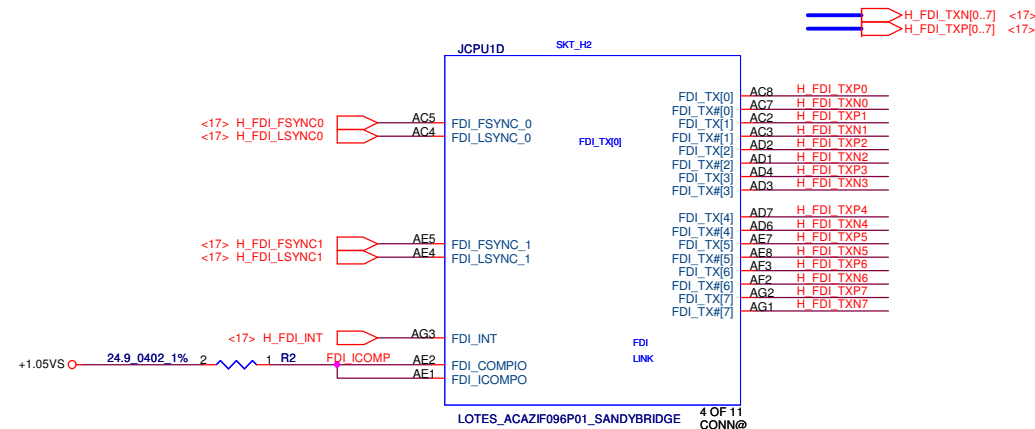 H_FDI_TXN[0..7] <17>
H_FDI_TXP[0..7] <17>
JCPU1D SKT_H2
FDI_TX[0] AC8 H_FDI_TXP0
FDI_TX#[0] AC7 H_FDI_TXN0
<17> H_FDI_FSYNC0 AC5 FDI_FSYNC_0 FDI_TX[1] AC2 H_FDI_TXP1
<17> H_FDI_LSYNC0 AC4 FDI_LSYNC_0 FDI_TX[0] FDI_TX#[1] AC3 H_FDI_TXN1
FDI_TX[2] AD2 H_FDI_TXP2
FDI_TX#[2] AD1 H_FDI_TXN2
FDI_TX[3] AD4 H_FDI_TXP3
FDI_TX#[3] AD3 H_FDI_TXN3
FDI_TX[4] AD7 H_FDI_TXP4
FDI_TX#[4] AD6 H_FDI_TXN4
<17> H_FDI_FSYNC1 AE5 FDI_FSYNC_1 FDI_TX[5] AE7 H_FDI_TXP5
<17> H_FDI_LSYNC1 AE4 FDI_LSYNC_1 FDI_TX#[5] AE8 H_FDI_TXN5
FDI_TX[6] AF3 H_FDI_TXP6
FDI_TX#[6] AF2 H_FDI_TXN6
FDI_TX[7] AG2 H_FDI_TXP7
FDI_TX#[7] AG1 H_FDI_TXN7
<17> H_FDI_INT AG3 FDI_INT FDI
LINK
+1.05VS 24.9_0402_1% 2 1 R2 FDI_ICOMP AE2 FDI_COMPIO
AE1 FDI_ICOMPO
LOTES_ACAZIF096P01_SANDYBRIDGE 4 OF 11
CONN@